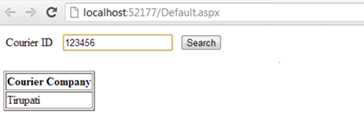 localhost:52177/Default.aspx
Courier ID 123456 Search
Courier Company
Tirupati